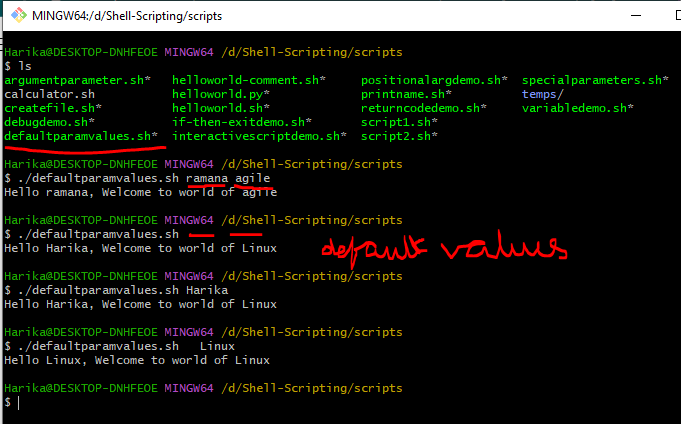 MINGW64:/d/Shell-Scripting/scripts
Harika@DESKTOP-DNHFEOE MINGW64 /d/Shell-Scripting/scripts
$ ls
argumentparameter.sh* helloworld-comment.sh* positionalargdemo.sh* specialparameters.sh*
calculator.sh helloworld.py* printname.sh* temps/
createfile.sh* helloworld.sh* returncodedemo.sh* variabledemo.sh*
debugdemo.sh* if-then-exitdemo.sh* script1.sh*
defaultparamvalues.sh* interactivescriptdemo.sh* script2.sh*
Harika@DESKTOP-DNHFEOE MINGW64 /d/Shell-Scripting/scripts
$ ./defaultparamvalues.sh ramana agile
Hello ramana, Welcome to world of agile
Harika@DESKTOP-DNHFEOE MINGW64 /d/Shell-Scripting/scripts
$ ./defaultparamvalues.sh
Hello Harika, Welcome to world of Linux
default values
Harika@DESKTOP-DNHFEOE MINGW64 /d/Shell-Scripting/scripts
$ ./defaultparamvalues.sh Harika
Hello Harika, Welcome to world of Linux
Harika@DESKTOP-DNHFEOE MINGW64 /d/Shell-Scripting/scripts
$ ./defaultparamvalues.sh   Linux
Hello Linux, Welcome to world of Linux
Harika@DESKTOP-DNHFEOE MINGW64 /d/Shell-Scripting/scripts
$